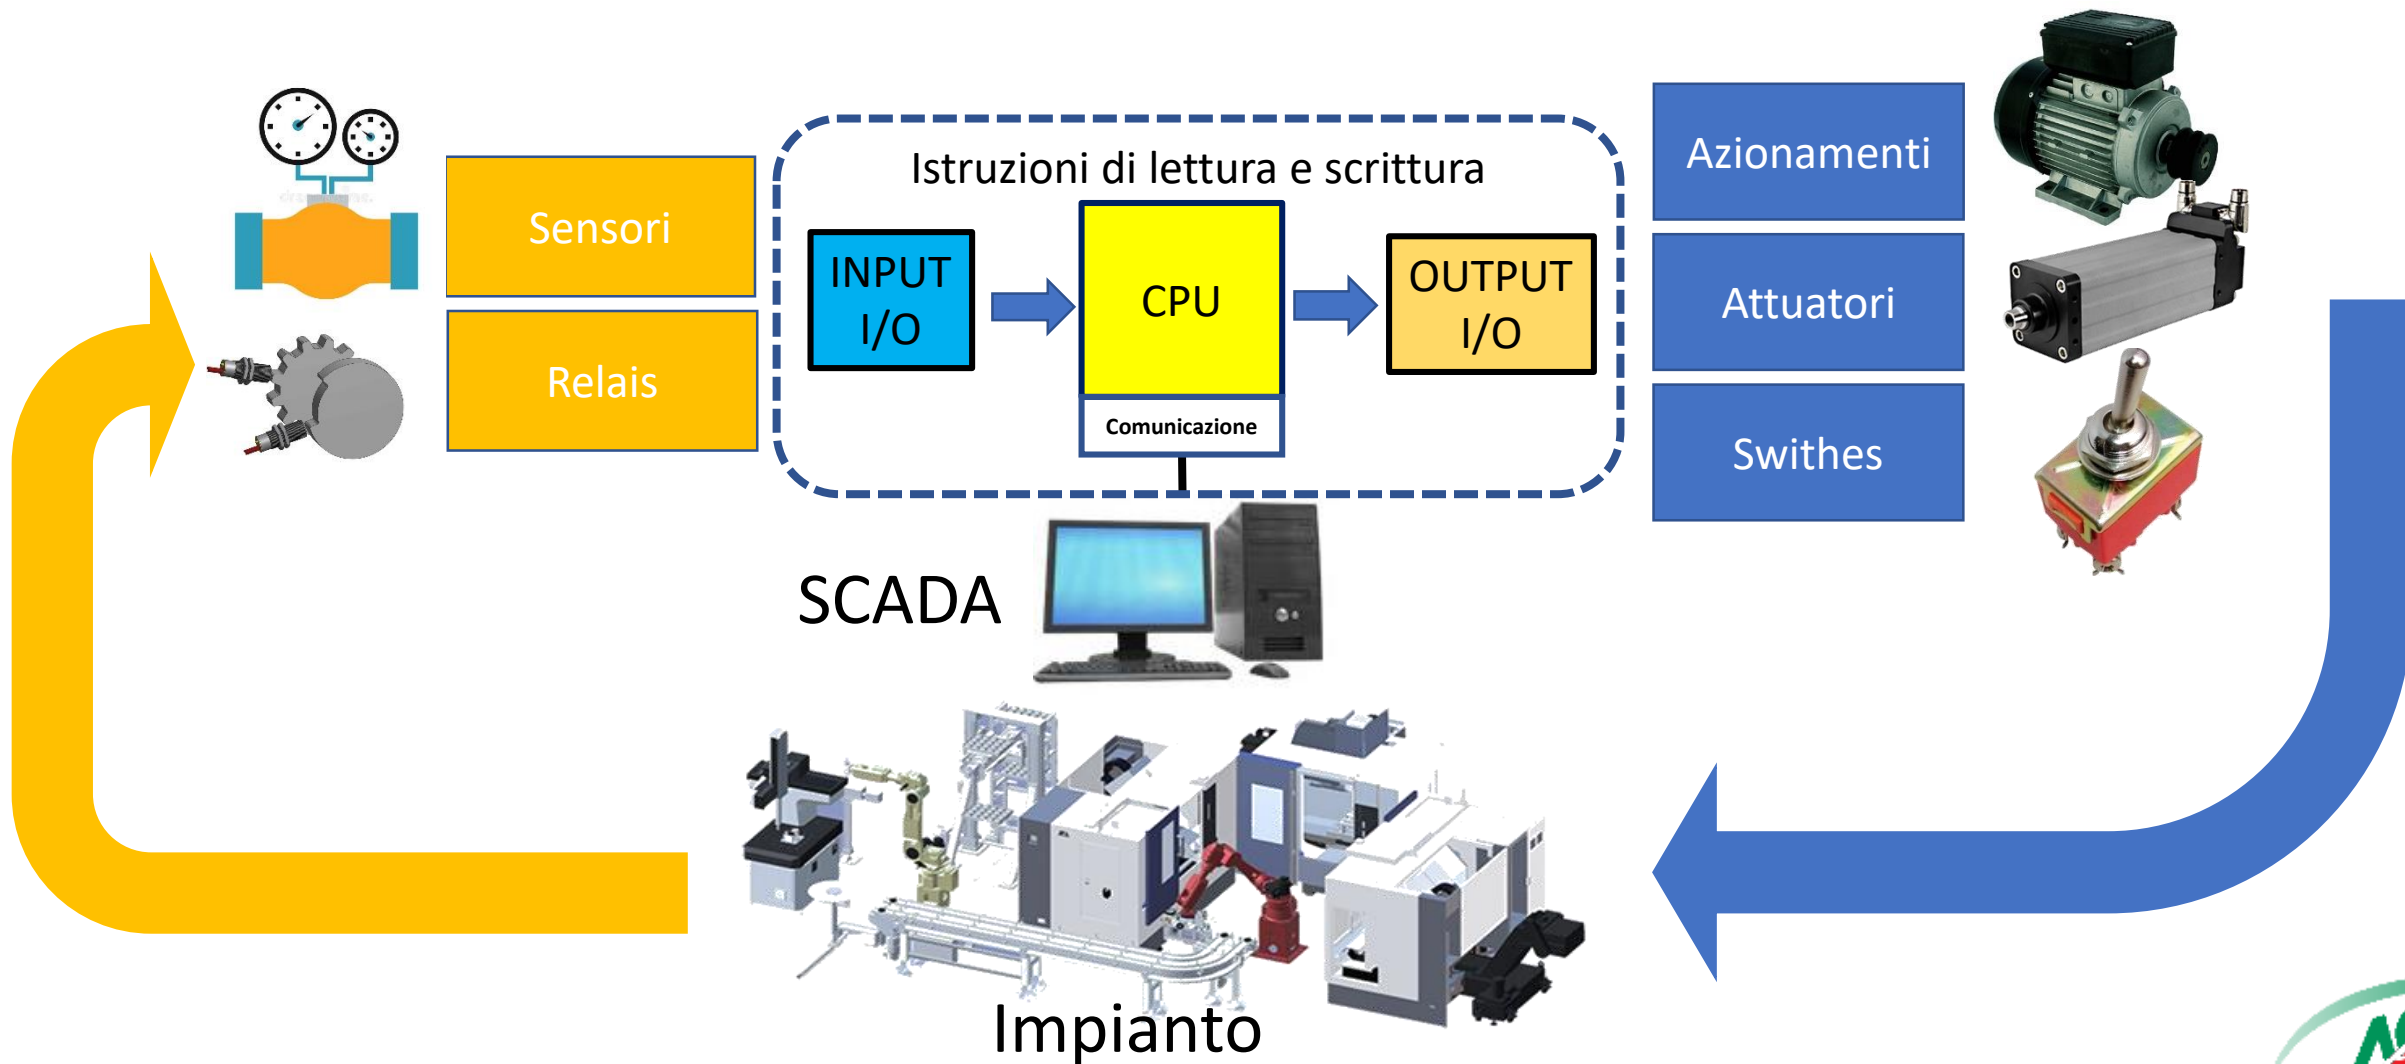 Sensori
Relais
Istruzioni di lettura e scrittura
INPUT
I/O
CPU
Comunicazione
OUTPUT
I/O
Azionamenti
Attuatori
Swithes
SCADA
Impianto